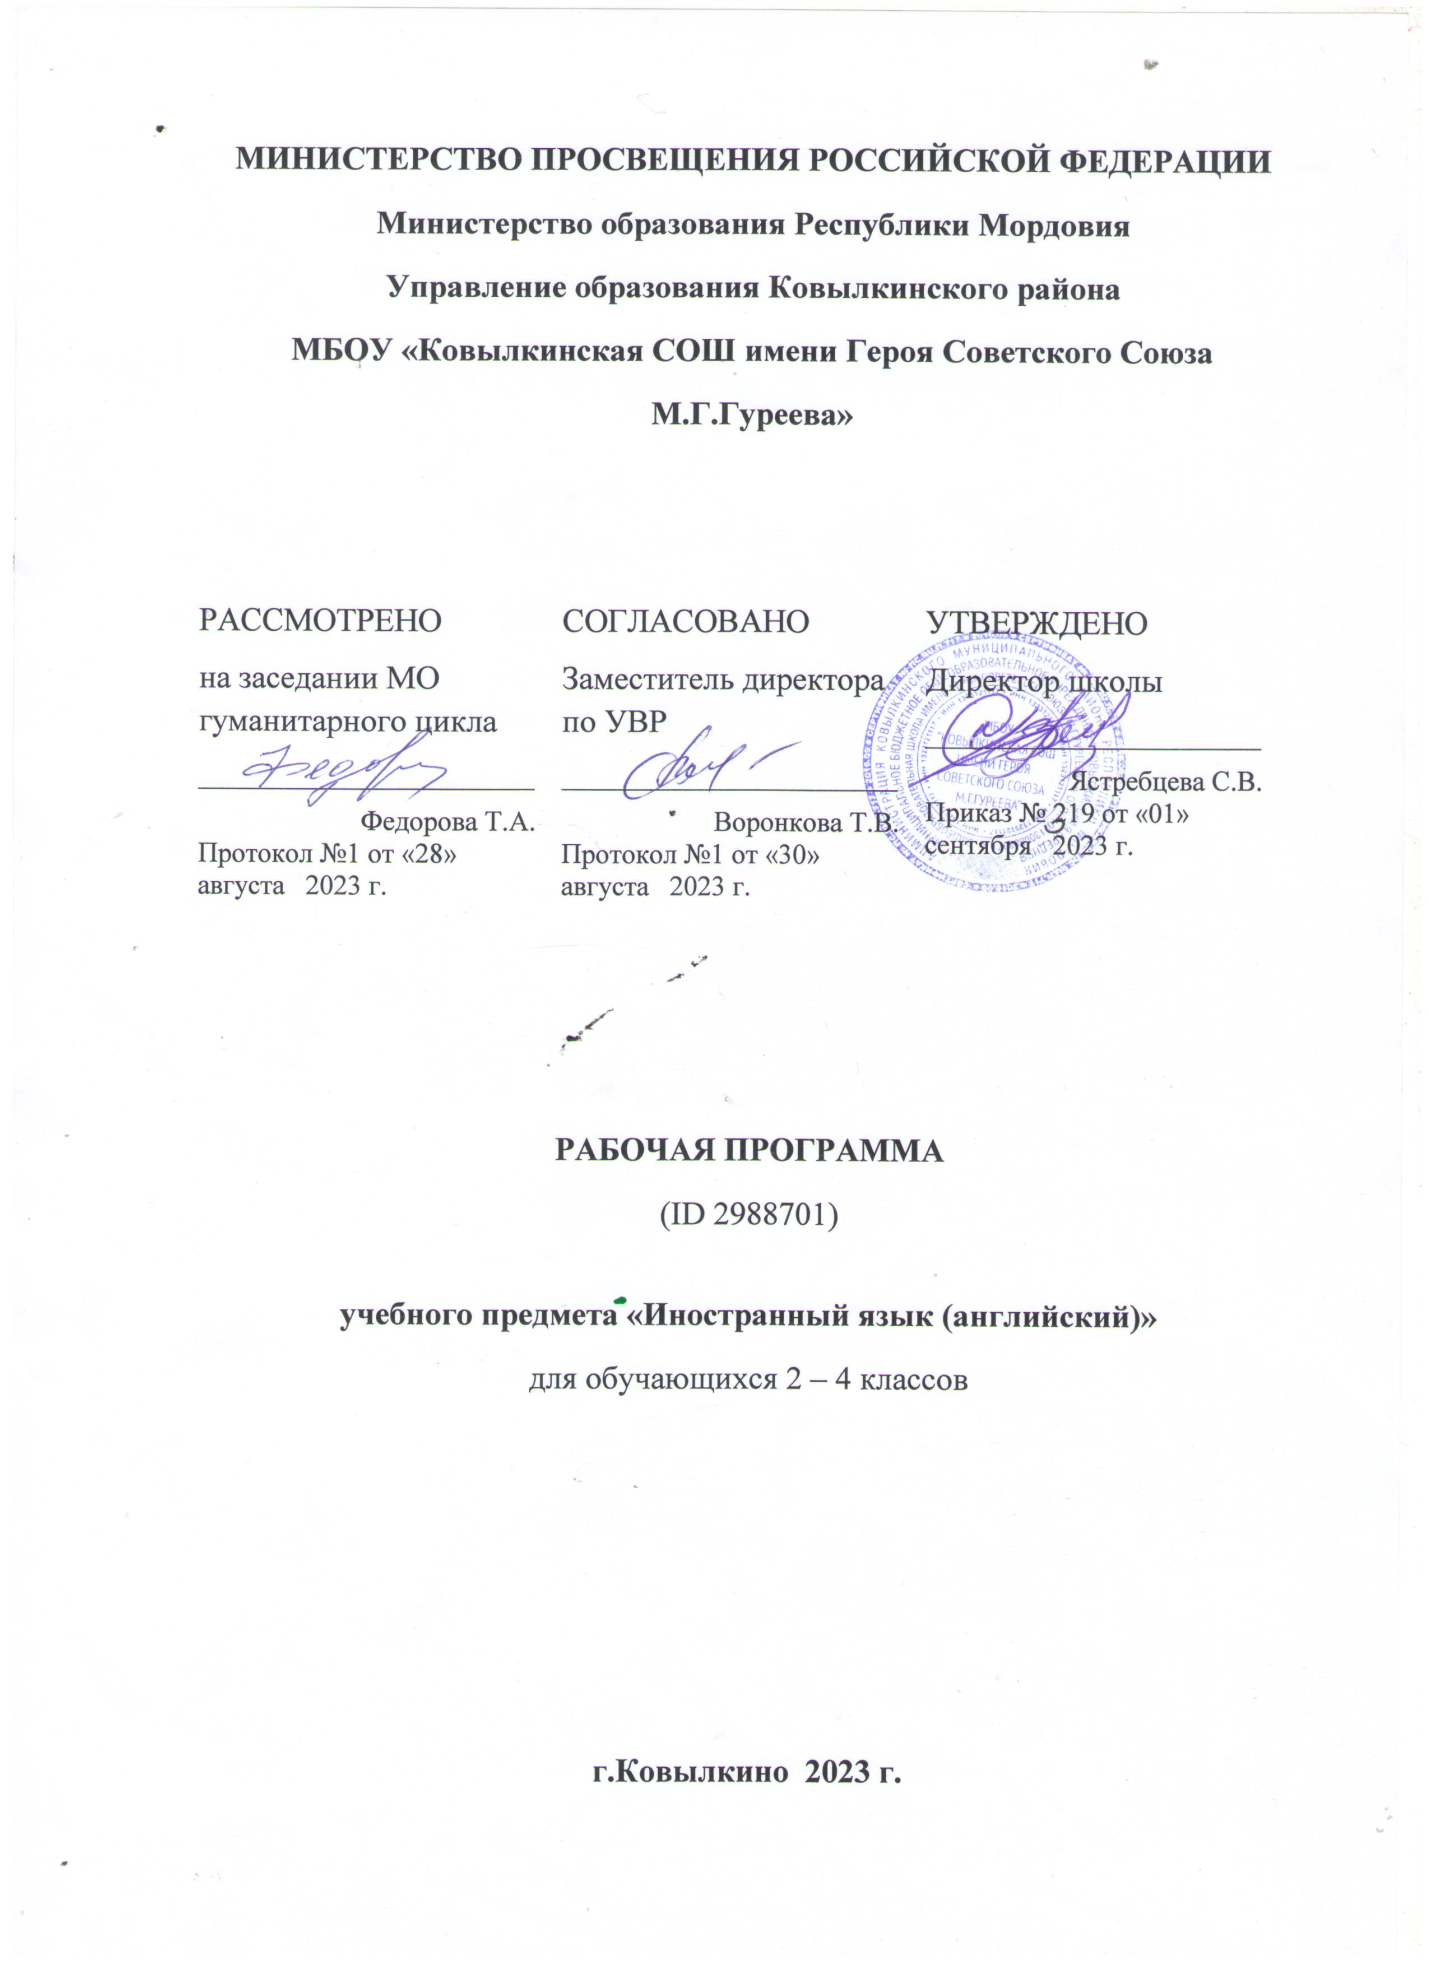 МИНИСТЕРСТВО ПРОСВЕЩЕНИЯ РОССИЙСКОЙ ФЕДЕРАЦИИ
Министерство образования Республики Мордовия
Управление образования Ковылкинского района
МБОУ «Ковылкинская СОШ имени Героя Советского Союза
М.Г.Гуреева»
РАССМОТРЕНО
на заседании МО
гуманитарного цикла
Федорова Т.А.
Протокол №1 от «28»
августа 2023 г.
СОГЛАСОВАНО
Заместитель директора
по УВР
Воронкова Т.В.
Протокол №1 от «30»
августа 2023 г.
УТВЕРЖДЕНО
Директор школы
Ястребцева С.В.
Приказ № 219 от «01»
сентября 2023 г.
СОВЕТСКОГО СОЮЗА
М.Г.ГУРЕЕВА"
РАБОЧАЯ ПРОГРАММА
(ID 2988701)
учебного предмета «Иностранный язык (английский)»
для обучающихся 2 – 4 классов
г.Ковылкино 2023 г.